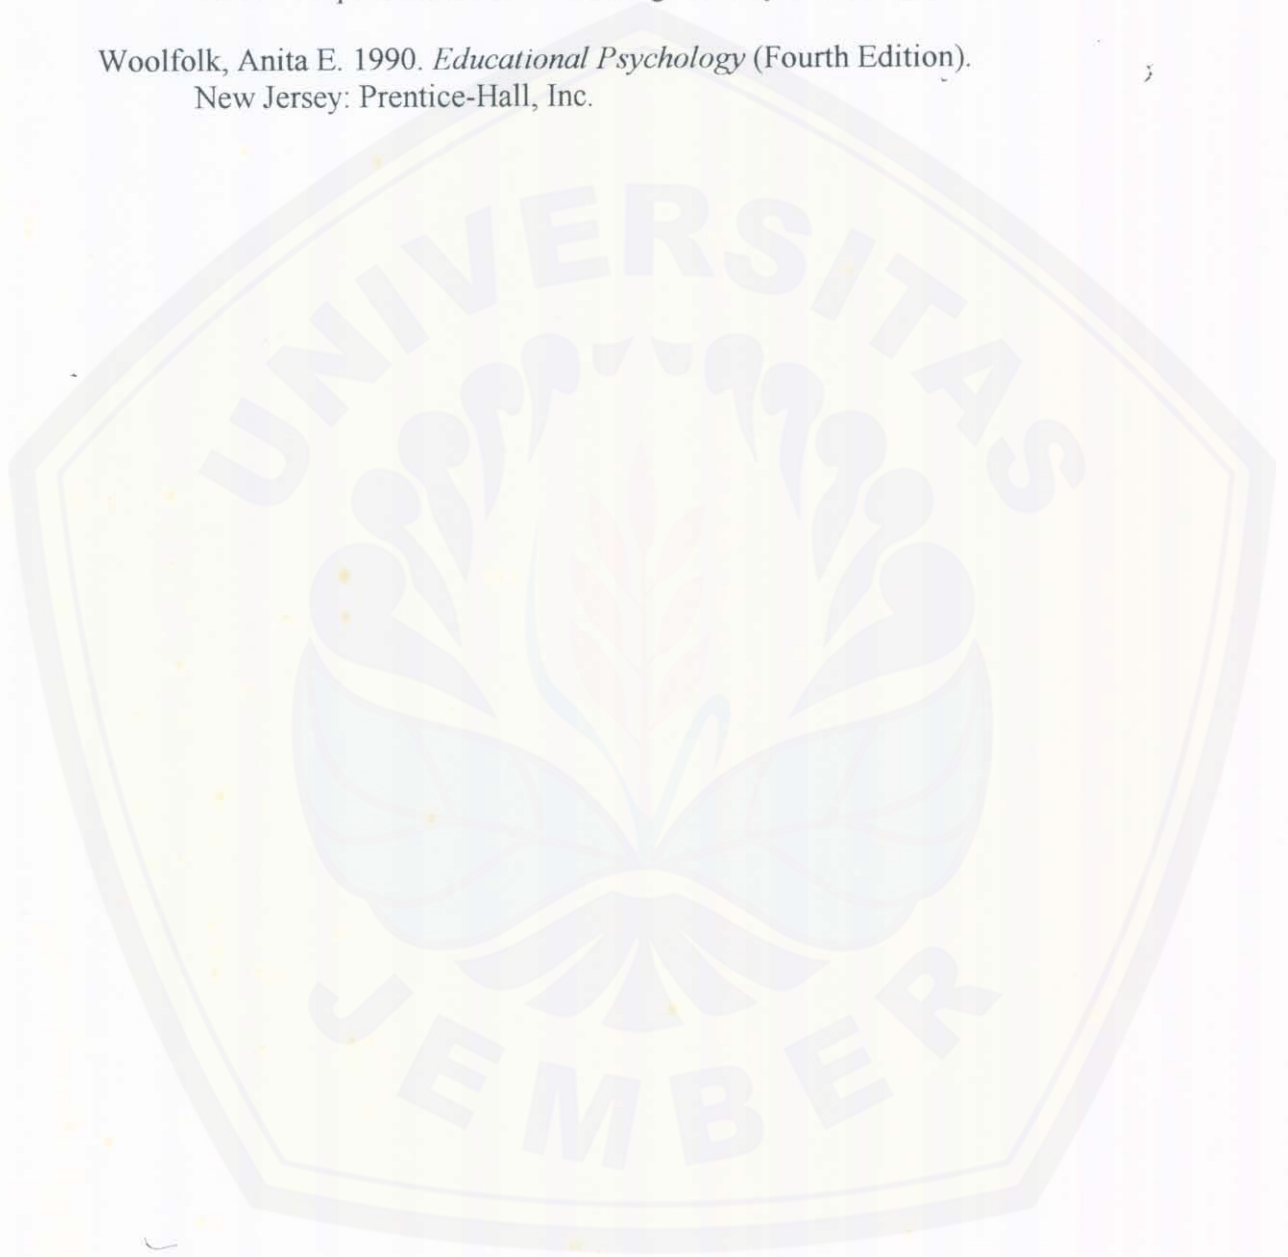 Woolfolk, Anita E. 1990. Educational Psychology (Fourth Edition).
New Jersey: Prentice-Hall, Inc.
UNIVERSITAS
JEMBER